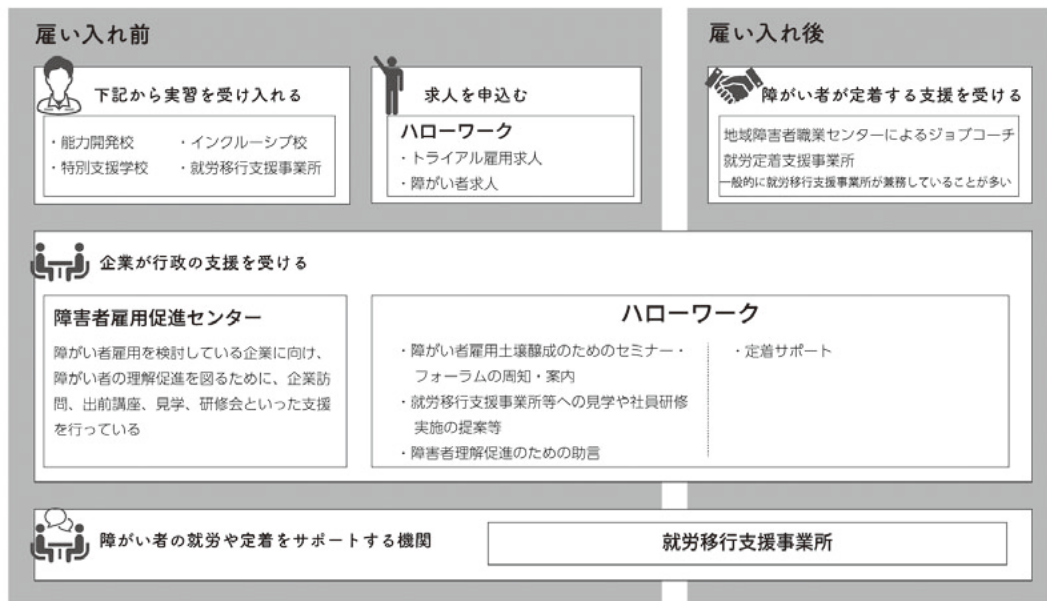 雇い入れ前
下記から実習を受け入れる
・能力開発校
・インクルーシブ校
・特別支援学校
・就労移行支援事業所
求人を申込む
ハローワーク
・トライアル雇用求人
・障がい者求人
雇い入れ後
障がい者が定着する支援を受ける
地域障害者職業センターによるジョブコーチ
就労定着支援事業所
一般的に就労移行支援事業所が兼務していることが多い
企業が行政の支援を受ける
障害者雇用促進センター
障がい者雇用を検討している企業に向け、
障がい者の理解促進を図るために、企業訪
問、出前講座、見学、研修会といった支援
を行っている
ハローワーク
・障がい者雇用土壌醸成のためのセミナー・
フォーラムの周知・案内
・就労移行支援事業所等への見学や社員研修
実施の提案等
・障害者理解促進のための助言
・定着サポート
障がい者の就労や定着をサポートする機関
就労移行支援事業所